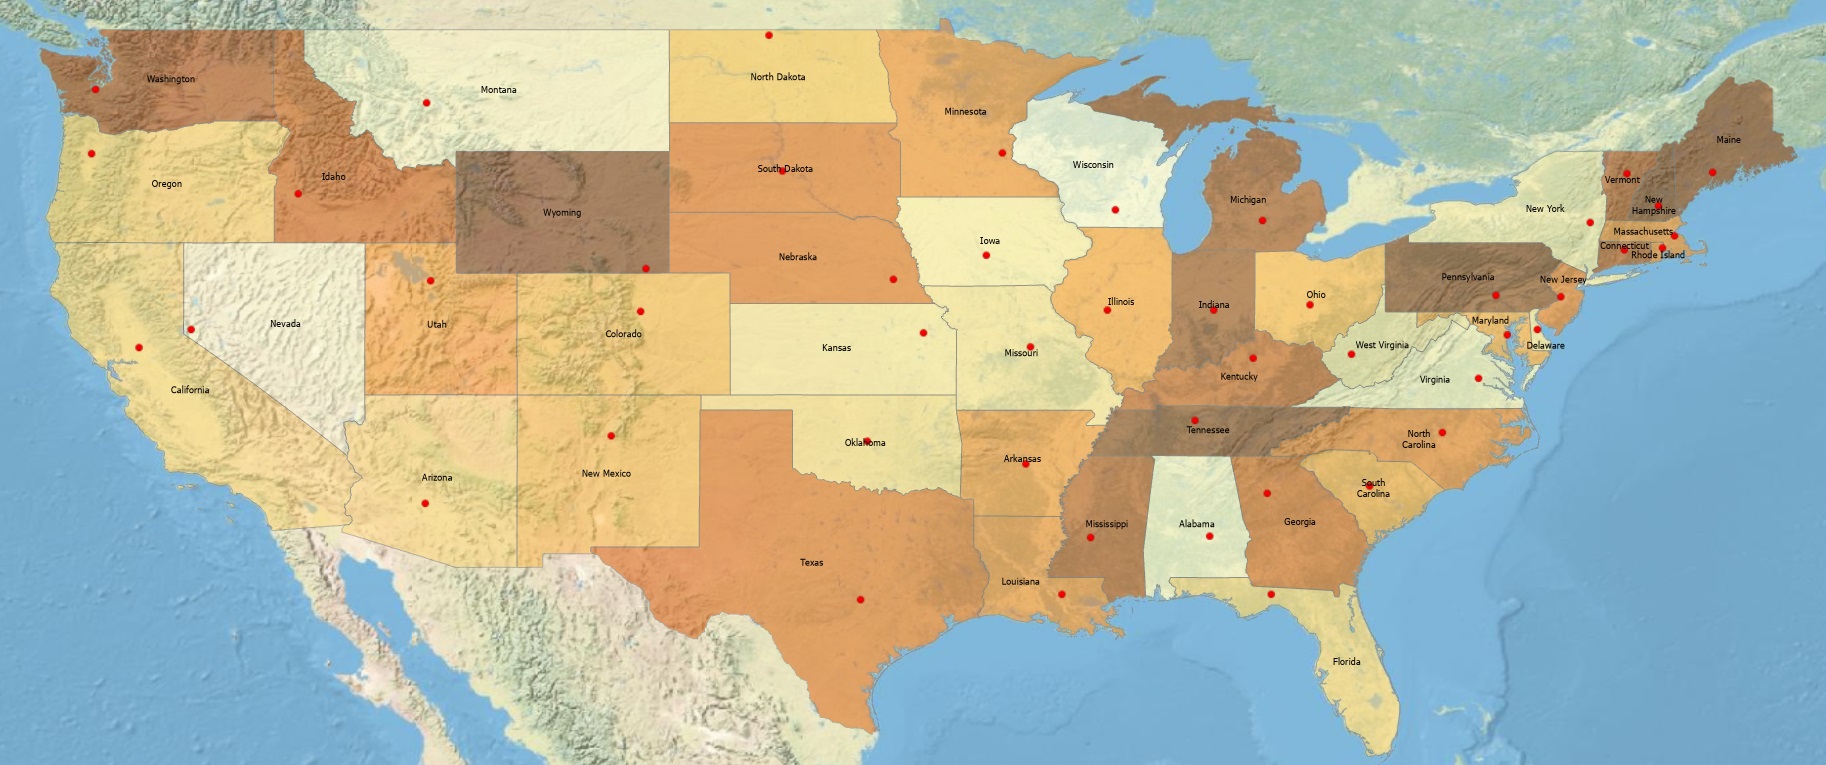 Washington
Montana
North Dakota
Minnesota
Maine
Oregon
Idaho
Wyoming
South Dakota
Wisconsin
Michigan
New York
Vermont
New
Hampshire
Massachusetts
Connecticut
Rhode Island
Iowa
Nebraska
Pennsylvania
New Jersey
Nevada
Utah
Colorado
Kansas
Missouri
Illinois
Indiana
Ohio
Maryland
Delaware
West Virginia
Virginia
Kentucky
California
Arizona
New Mexico
Oklahoma
Arkansas
Tennessee
North
Carolina
South
Carolina
Texas
Louisiana
Mississippi
Alabama
Georgia
Florida